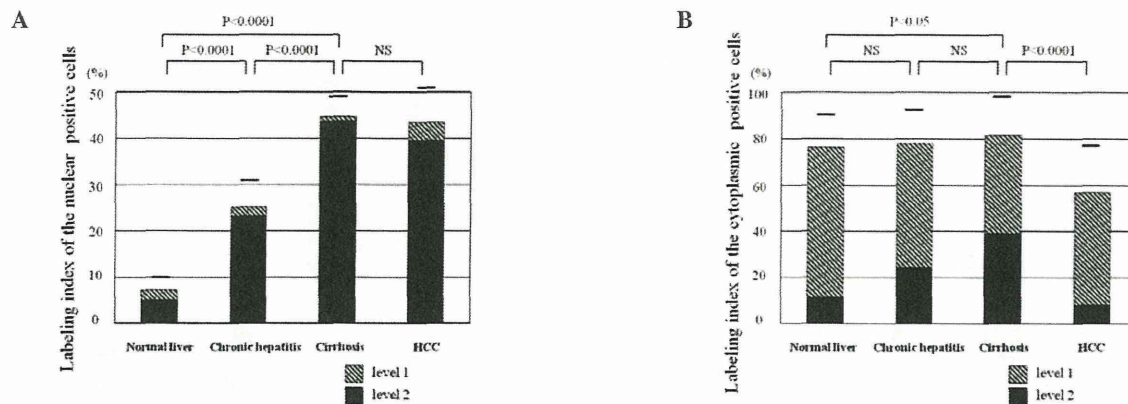 A
P<0.0001
P<0.0001 P<0.0001 NS
(%)
50
40
30
20
10
0
Labeling index of the nuclear positive cells
Normal liver Chronic hepatitis Cirrhosis HCC
level 1
level 2
B
P<0.05
NS NS P<0.0001
(%)
100
80
60
40
20
0
Labeling index of the cytoplasmic positive cells
Normal liver Chronic hepatitis Cirrhosis HCC
level 1
level 2